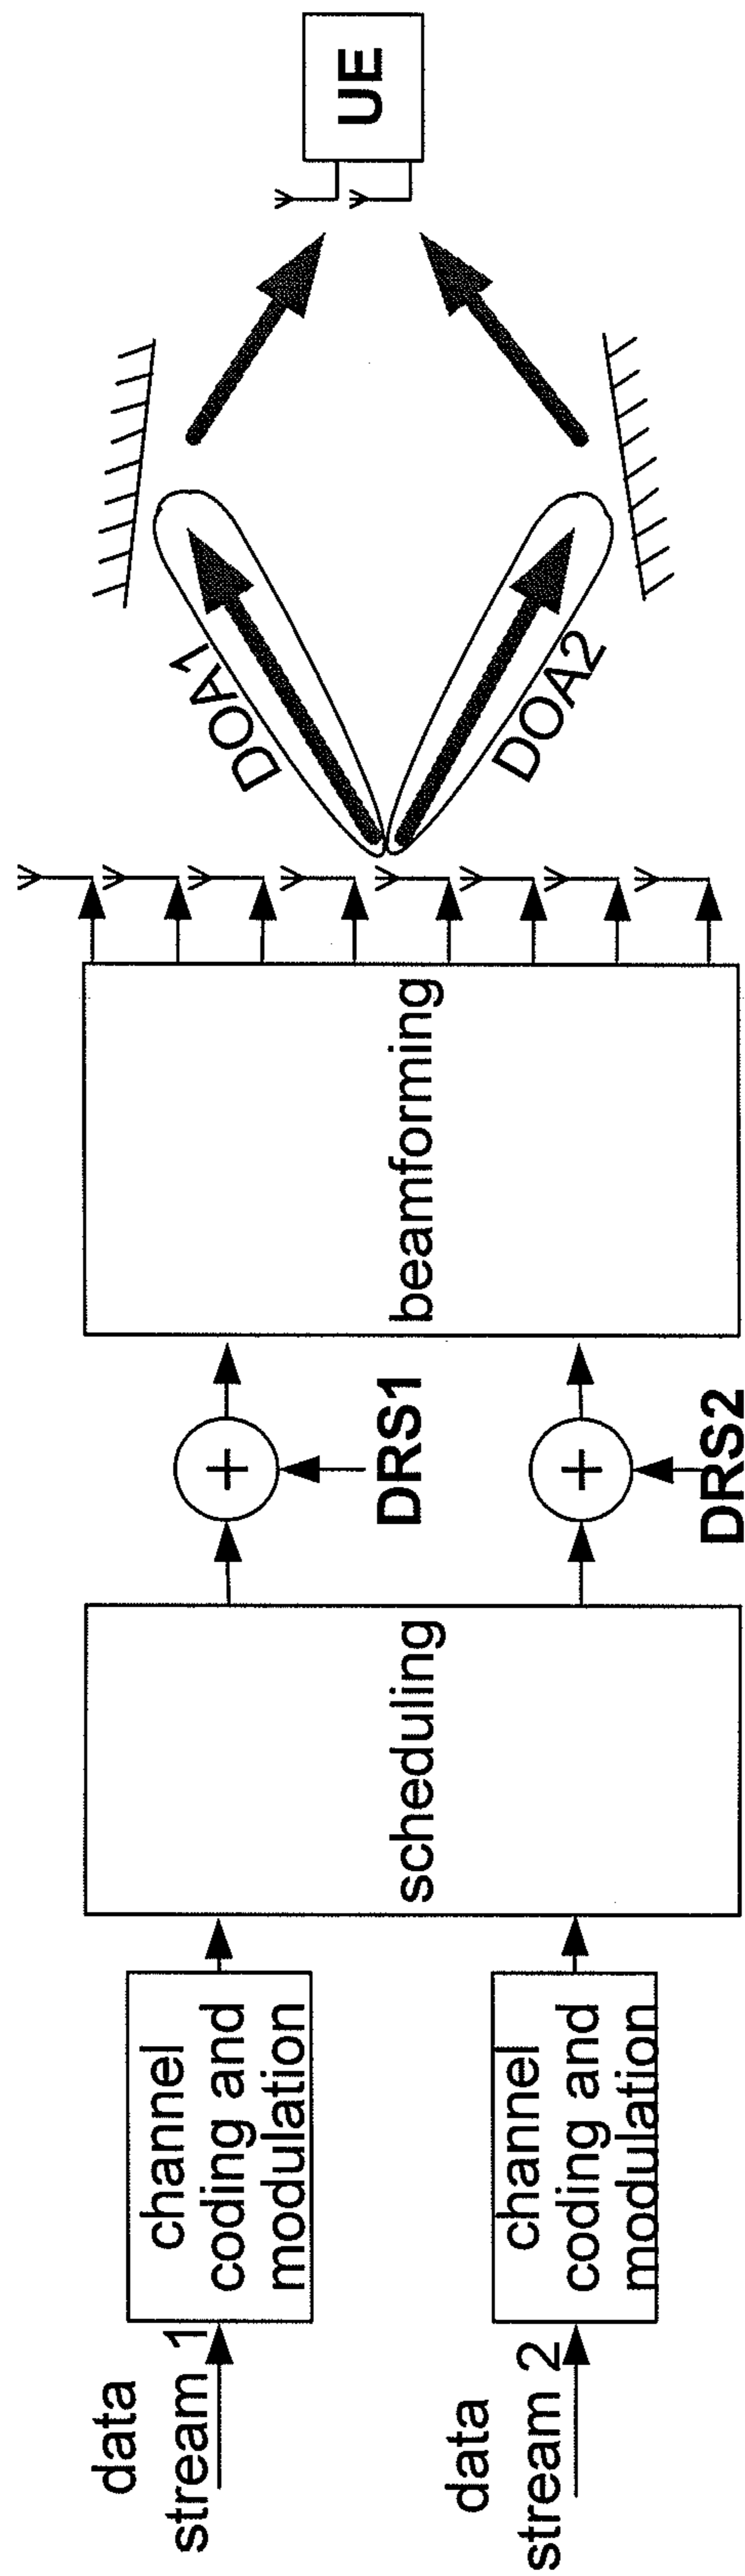 data
stream 1
channel
coding and
modulation
data
stream 2
channel
coding and
modulation
scheduling
+
DRS1
+
DRS2
beamforming
DOA1
DOA2
UE